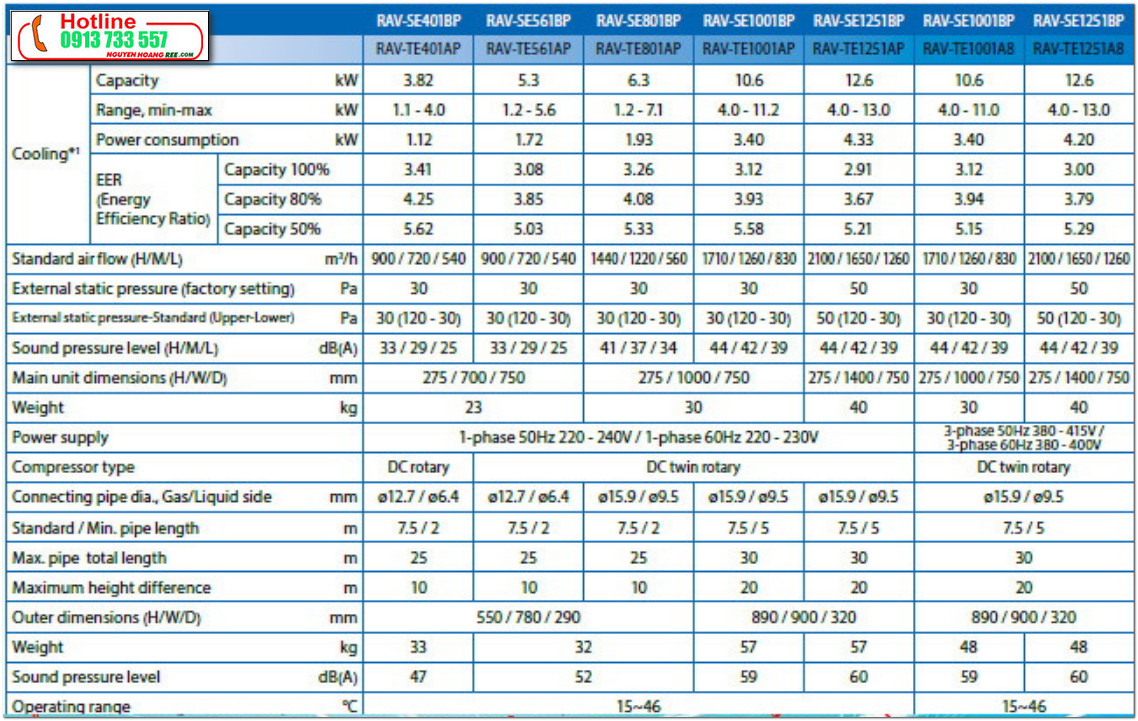 Hotline
0913 733 557
NGUYEN HOANG REE.COM
RAV-SE401BP RAV-SE561BP RAV-SE801BP RAV-SE1001BP RAV-SE1251BP RAV-SE1001BP RAV-SE1251BP
RAV-TE401AP RAV-TE561AP RAV-TE801AP RAV-TE1001AP RAV-TE1251AP RAV-TE1001A8 RAV-TE1251A8
Cooling*1
Capacity kW 3.82 5.3 6.3 10.6 12.6 10.6 12.6
Range, min-max kW 1.1 - 4.0 1.2 - 5.6 1.2 - 7.1 4.0 - 11.2 4.0 - 13.0 4.0 - 11.0 4.0 - 13.0
Power consumption kW 1.12 1.72 1.93 3.40 4.33 3.40 4.20
EER
(Energy
Efficiency Ratio)
Capacity 100% 3.41 3.08 3.26 3.12 2.91 3.12 3.00
Capacity 80% 4.25 3.85 4.08 3.93 3.67 3.94 3.79
Capacity 50% 5.62 5.03 5.33 5.58 5.21 5.15 5.29
Standard air flow (H/M/L) m³/h 900 / 720 / 540 900 / 720 / 540 1440 / 1220 / 560 1710 / 1260 / 830 2100 / 1650 / 1260 1710 / 1260 / 830 2100 / 1650 / 1260
External static pressure (factory setting) Pa 30 30 30 30 50 30 50
External static pressure-Standard (Upper-Lower) Pa 30 (120 - 30) 30 (120 - 30) 30 (120 - 30) 30 (120 - 30) 50 (120 - 30) 30 (120 - 30) 50 (120 - 30)
Sound pressure level (H/M/L) dB(A) 33 / 29 / 25 33 / 29 / 25 41 / 37 / 34 44 / 42 / 39 44 / 42 / 39 44 / 42 / 39 44 / 42 / 39
Main unit dimensions (H/W/D) mm 275 / 700 / 750 275 / 1000 / 750 275 / 1400 / 750 275 / 1000 / 750 275 / 1400 / 750
Weight kg 23 30 40 30 40
Power supply 1-phase 50Hz 220 - 240V / 1-phase 60Hz 220 - 230V 3-phase 50Hz 380 - 415V /
3-phase 60Hz 380 - 400V
Compressor type DC rotary DC twin rotary DC twin rotary
Connecting pipe dia., Gas/Liquid side mm ø12.7 / ø6.4 ø12.7 / ø6.4 ø15.9 / ø9.5 ø15.9 / ø9.5 ø15.9 / ø9.5 ø15.9 / ø9.5
Standard / Min. pipe length m 7.5 / 2 7.5 / 2 7.5 / 2 7.5 / 5 7.5 / 5 7.5 / 5
Max. pipe total length m 25 25 25 30 30 30
Maximum height difference m 10 10 10 20 20 20
Outer dimensions (H/W/D) mm 550 / 780 / 290 890 / 900 / 320 890 / 900 / 320
Weight kg 33 32 57 57 48 48
Sound pressure level dB(A) 47 52 59 60 59 60
Operating range °C 15~46 15~46